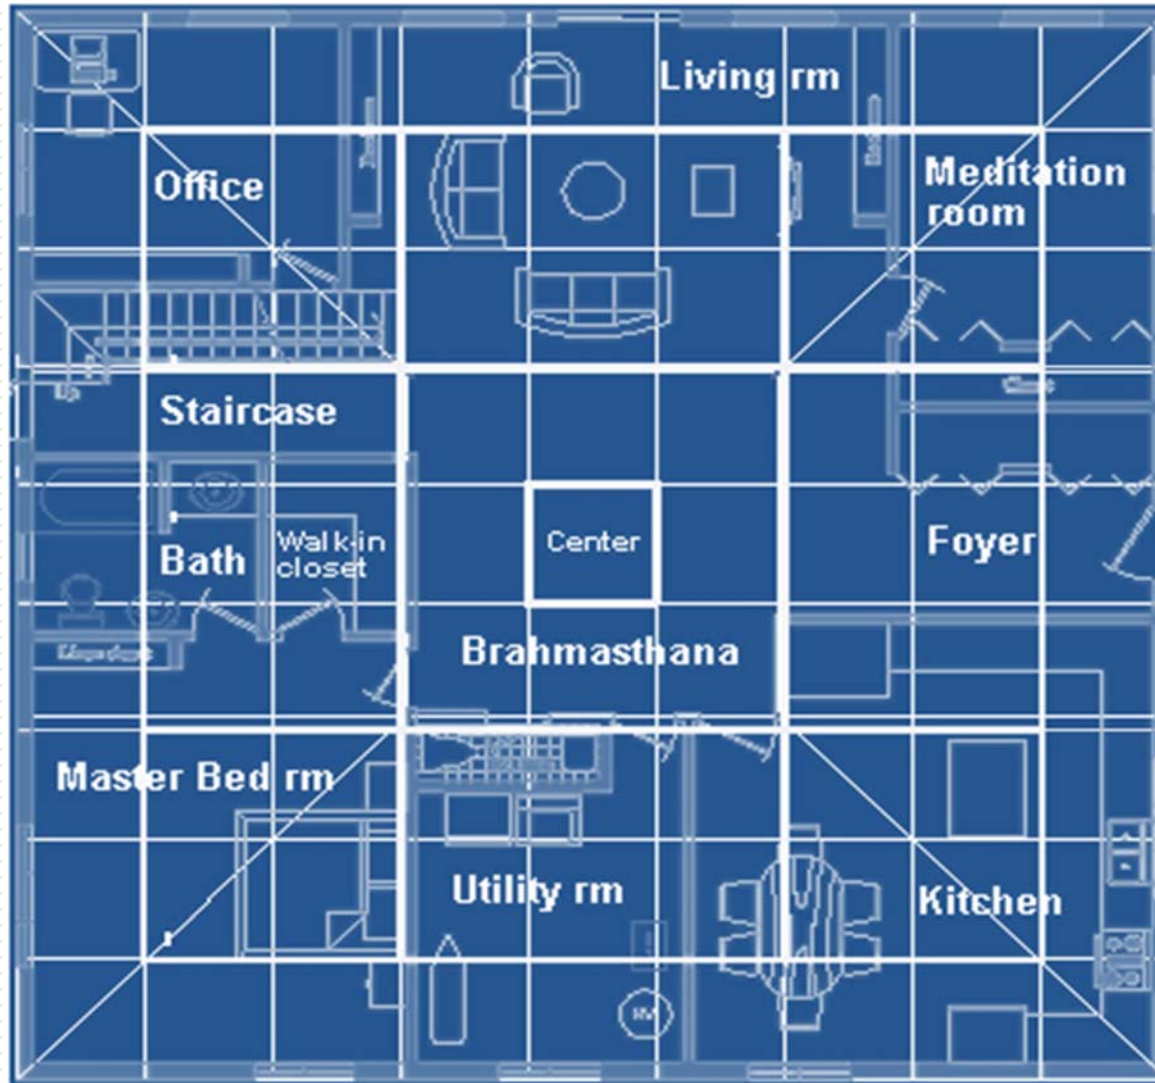 Living rm
Office
Meditation
room
Staircase
Bath
Walk-in
closet
Center
Foyer
Brahmasthana
Master Bed rm
Utility rm
Kitchen